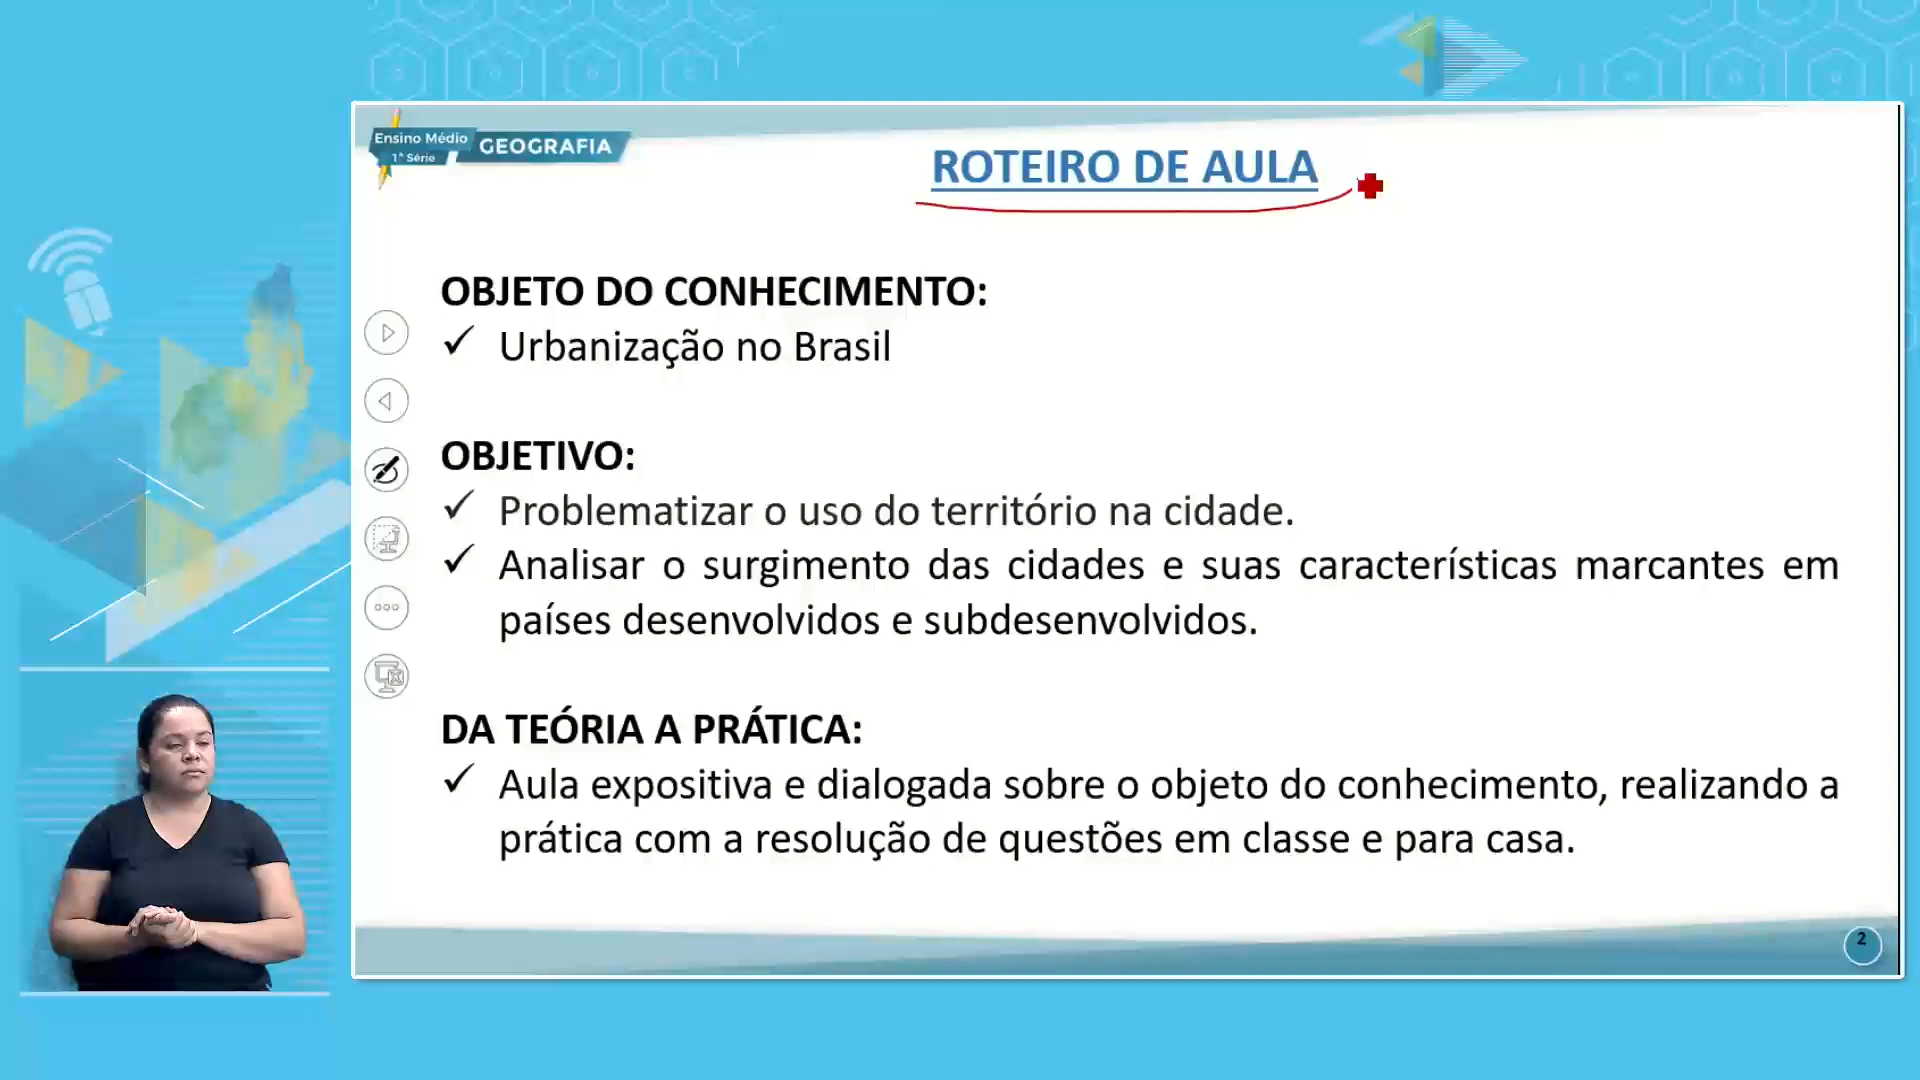 Ensino Médio
1ª Série
GEOGRAFIA
ROTEIRO DE AULA
OBJETO DO CONHECIMENTO:
✓ Urbanização no Brasil
OBJETIVO:
✓ Problematizar o uso do território na cidade.
✓ Analisar o surgimento das cidades e suas características marcantes em
países desenvolvidos e subdesenvolvidos.
DA TEÓRIA A PRÁTICA:
✓ Aula expositiva e dialogada sobre o objeto do conhecimento, realizando a
prática com a resolução de questões em classe e para casa.
2